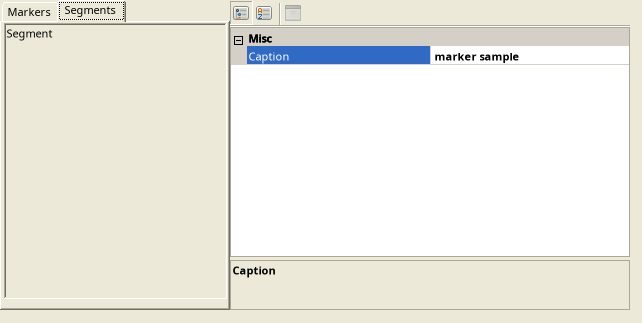 Markers Segments
Segment
Misc
Caption marker sample
Caption